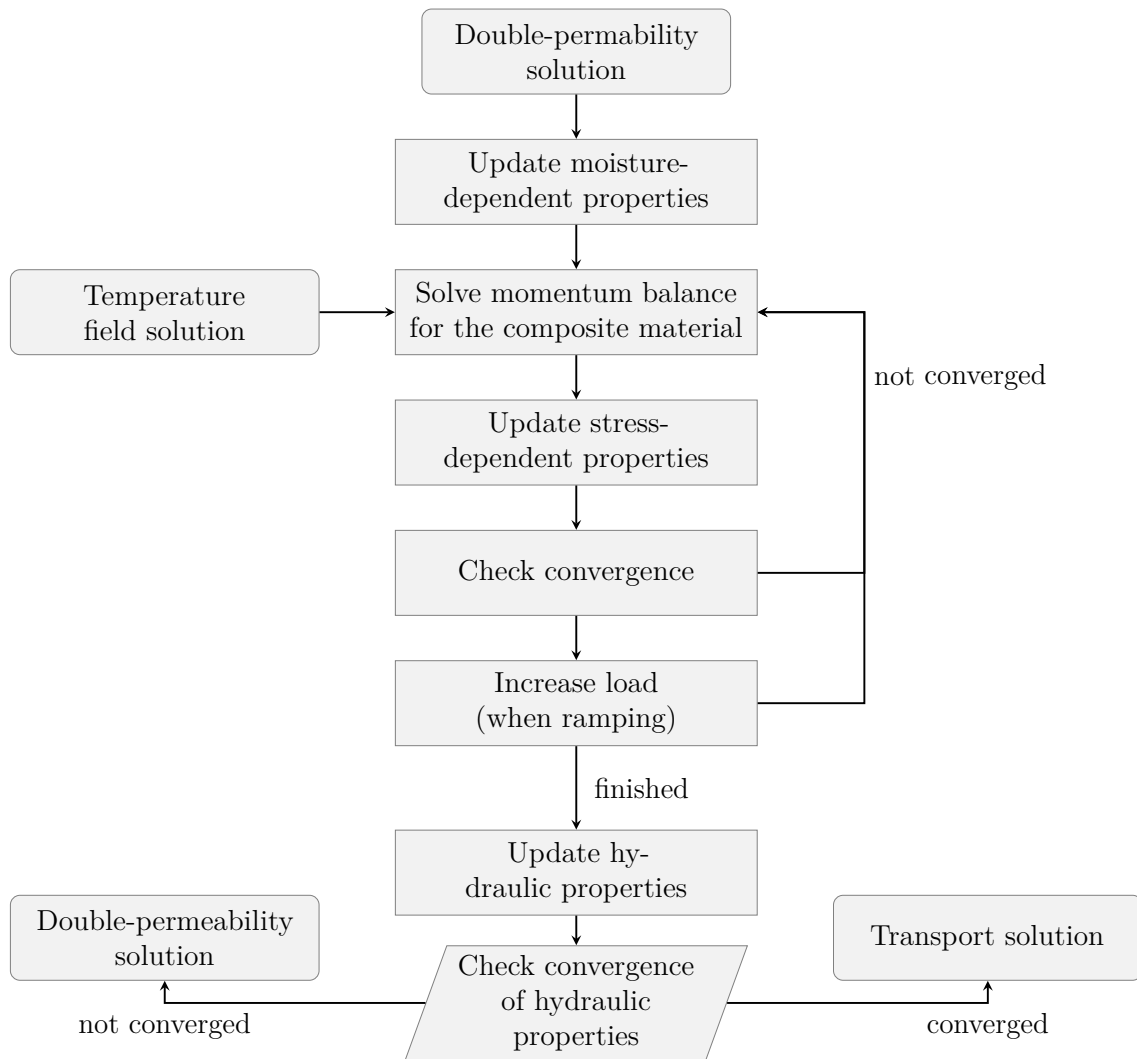 Double-permability
solution
Update moisture-
dependent properties
Temperature
field solution
Solve momentum balance
for the composite material
not converged
Update stress-
dependent properties
Check convergence
Increase load
(when ramping)
finished
Update hy-
draulic properties
Double-permeability
solution
Transport solution
Check convergence
of hydraulic
properties
not converged
converged